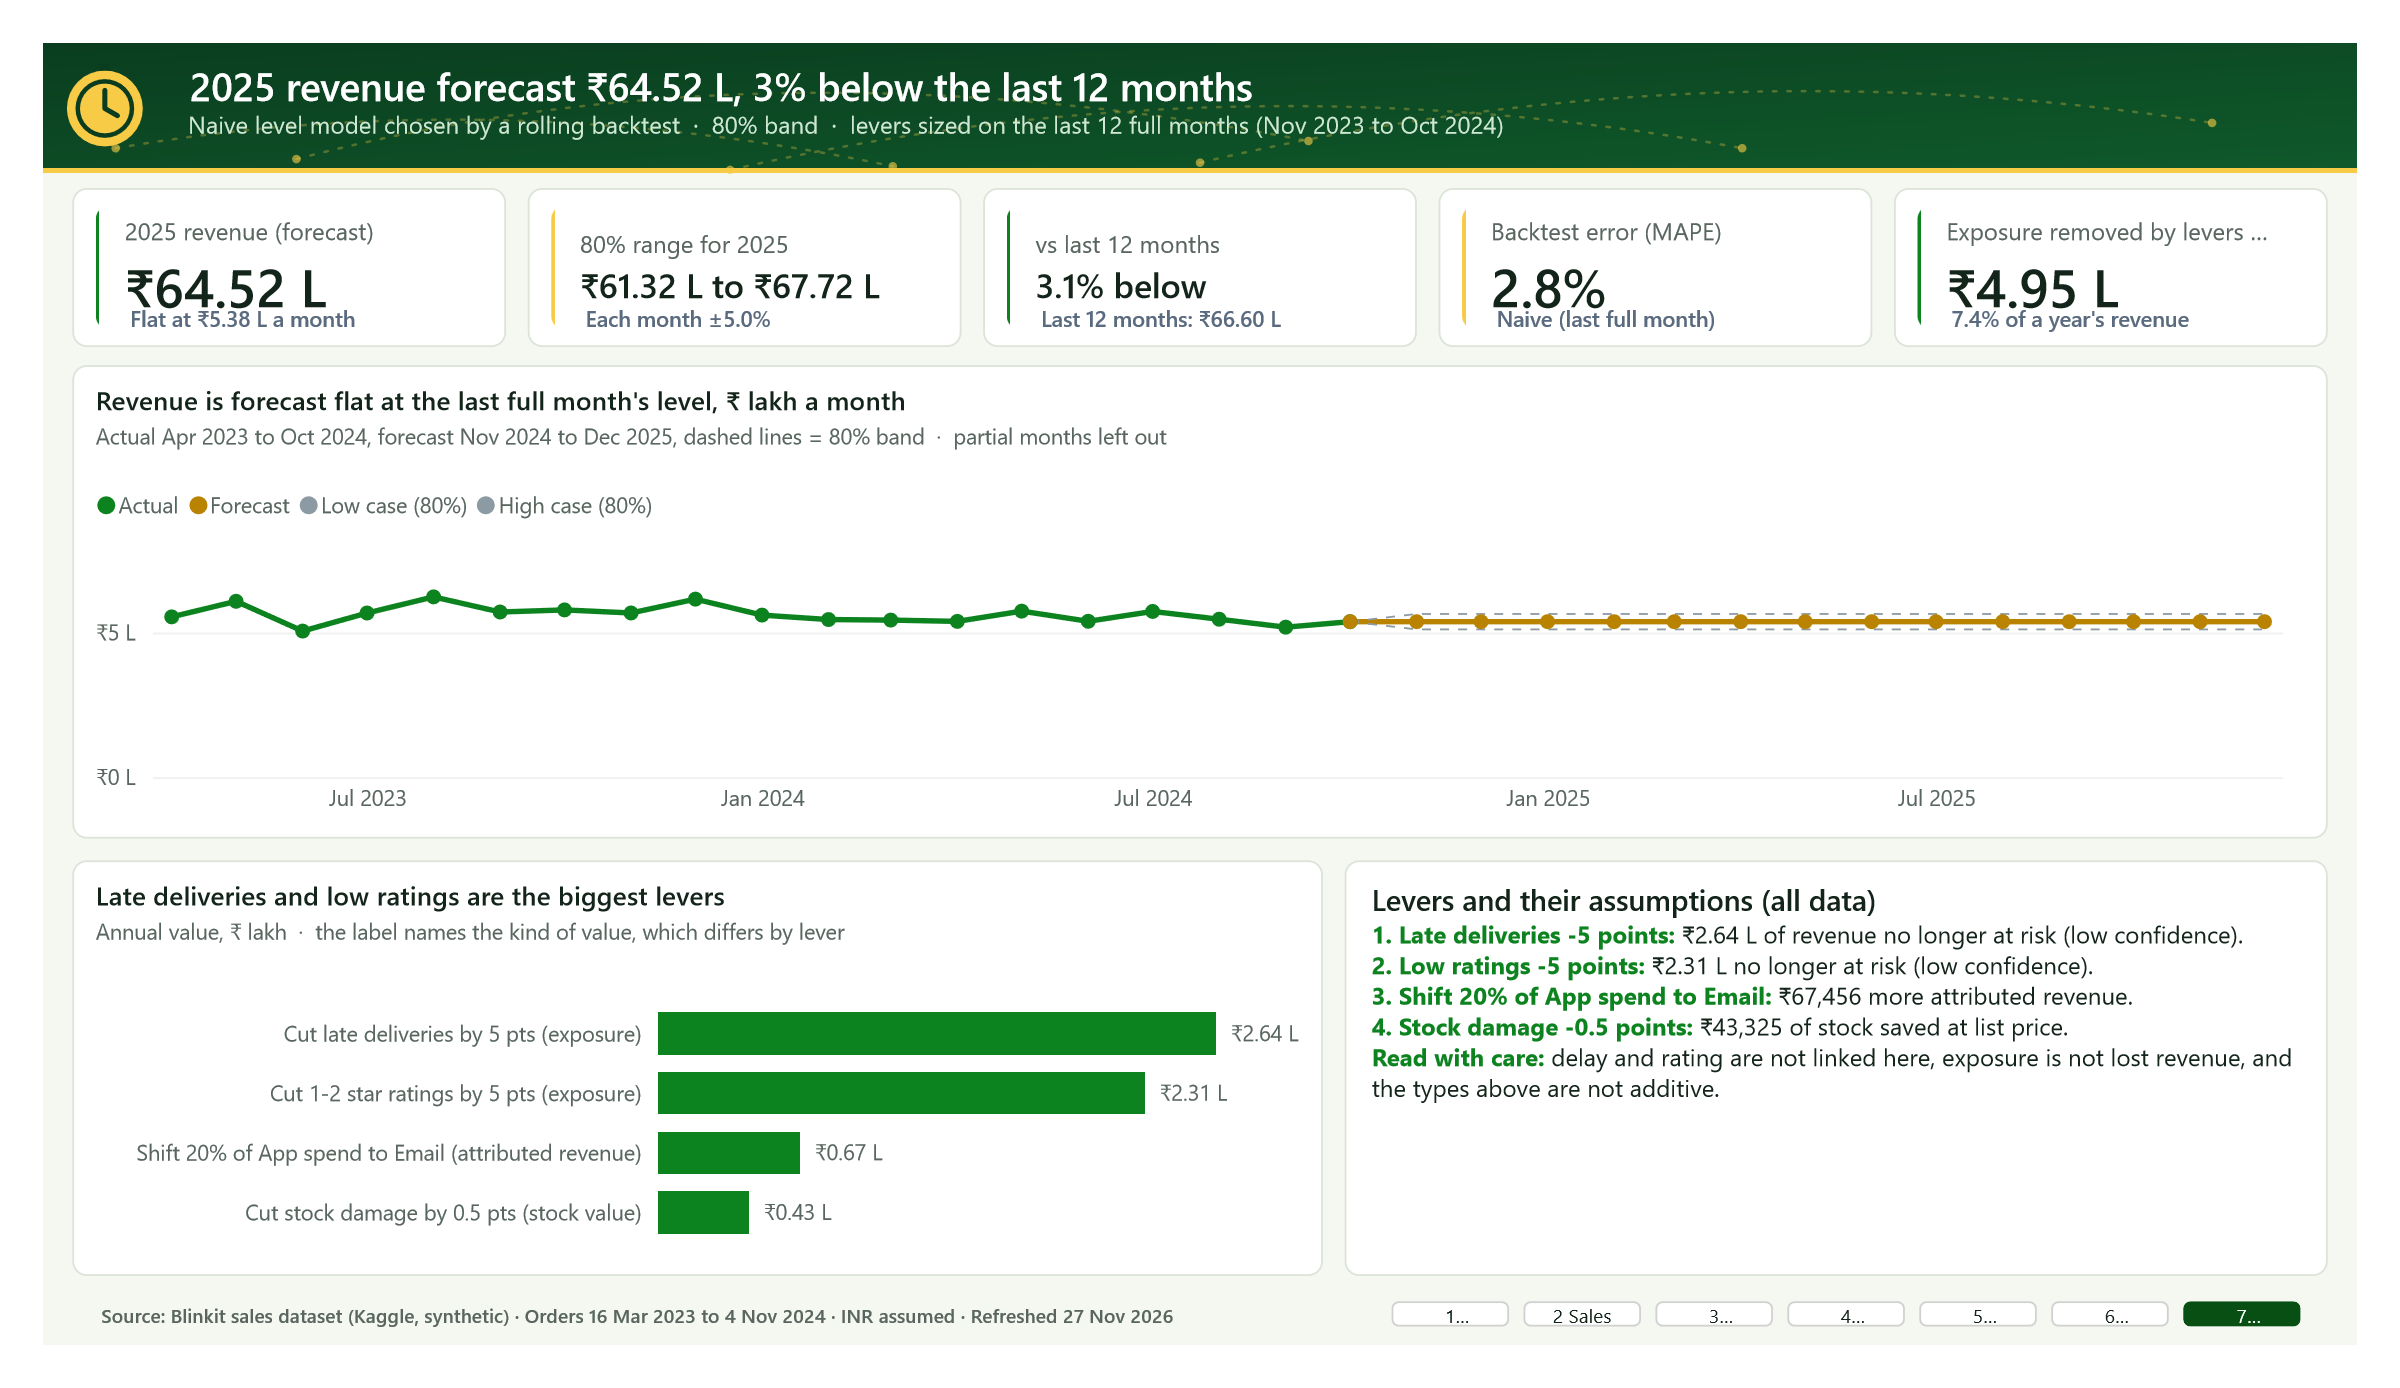 2025 revenue forecast ₹64.52 L, 3% below the last 12 months
Naive level model chosen by a rolling backtest · 80% band · levers sized on the last 12 full months (Nov 2023 to Oct 2024)
2025 revenue (forecast)
₹64.52 L
Flat at ₹5.38 L a month
80% range for 2025
₹61.32 L to ₹67.72 L
Each month ±5.0%
vs last 12 months
3.1% below
Last 12 months: ₹66.60 L
Backtest error (MAPE)
2.8%
Naive (last full month)
Exposure removed by levers ...
₹4.95 L
7.4% of a year's revenue
Revenue is forecast flat at the last full month's level, ₹ lakh a month
Actual Apr 2023 to Oct 2024, forecast Nov 2024 to Dec 2025, dashed lines = 80% band · partial months left out
Actual Forecast Low case (80%) High case (80%)
₹5 L
₹0 L
Jul 2023 Jan 2024 Jul 2024 Jan 2025 Jul 2025
Late deliveries and low ratings are the biggest levers
Annual value, ₹ lakh · the label names the kind of value, which differs by lever
Cut late deliveries by 5 pts (exposure) ₹2.64 L
Cut 1-2 star ratings by 5 pts (exposure) ₹2.31 L
Shift 20% of App spend to Email (attributed revenue) ₹0.67 L
Cut stock damage by 0.5 pts (stock value) ₹0.43 L
Levers and their assumptions (all data)
1. Late deliveries -5 points: ₹2.64 L of revenue no longer at risk (low confidence).
2. Low ratings -5 points: ₹2.31 L no longer at risk (low confidence).
3. Shift 20% of App spend to Email: ₹67,456 more attributed revenue.
4. Stock damage -0.5 points: ₹43,325 of stock saved at list price.
Read with care: delay and rating are not linked here, exposure is not lost revenue, and
the types above are not additive.
Source: Blinkit sales dataset (Kaggle, synthetic) · Orders 16 Mar 2023 to 4 Nov 2024 · INR assumed · Refreshed 27 Nov 2026
1... 2 Sales 3... 4... 5... 6... 7...